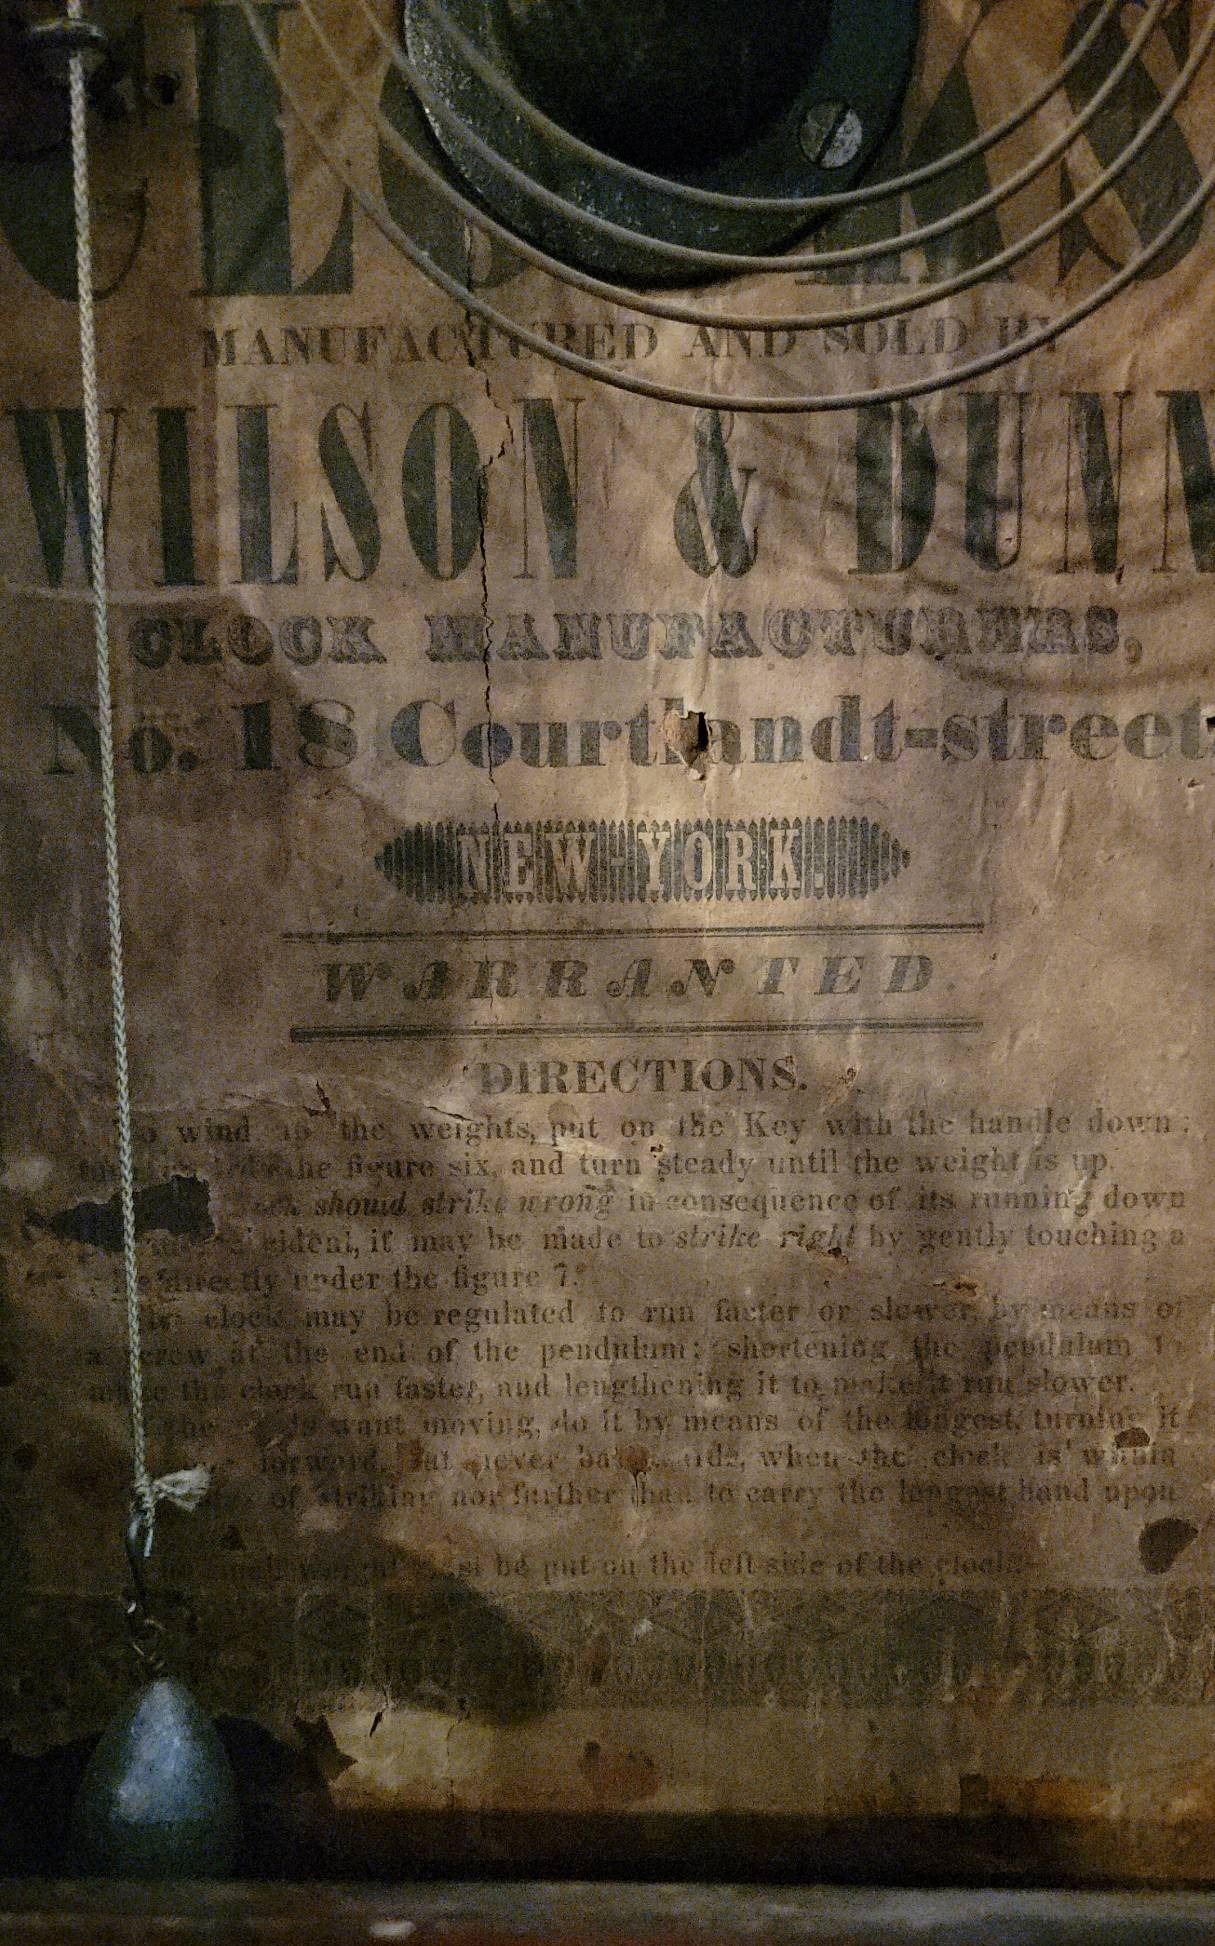 CLOCKS
MANUFACTURED AND SOLD BY
WILSON & DUNN
CLOCK MANUFACTURERS,
No. 18 Courtlandt-street
NEW-YORK.
WARRANTED.
DIRECTIONS.
wind the weights, put on the Key with the handle down:
the figure six, and turn steady until the weight is up.
should strike wrong in consequence of its running down
it may be made to strike right by gently touching a
directly under the figure 7.
clock may be regulated to run faster or slower, by means of
a screw at the end of the pendulum; shortening the pendulum
the clock run faster, and lengthening it to make it run slower.
want moving, do it by means of the longest, turning it
forward, but never when the clock is within
of striking nor further than to carry the longest hand upon
small weight must be put on the left side of the clock.